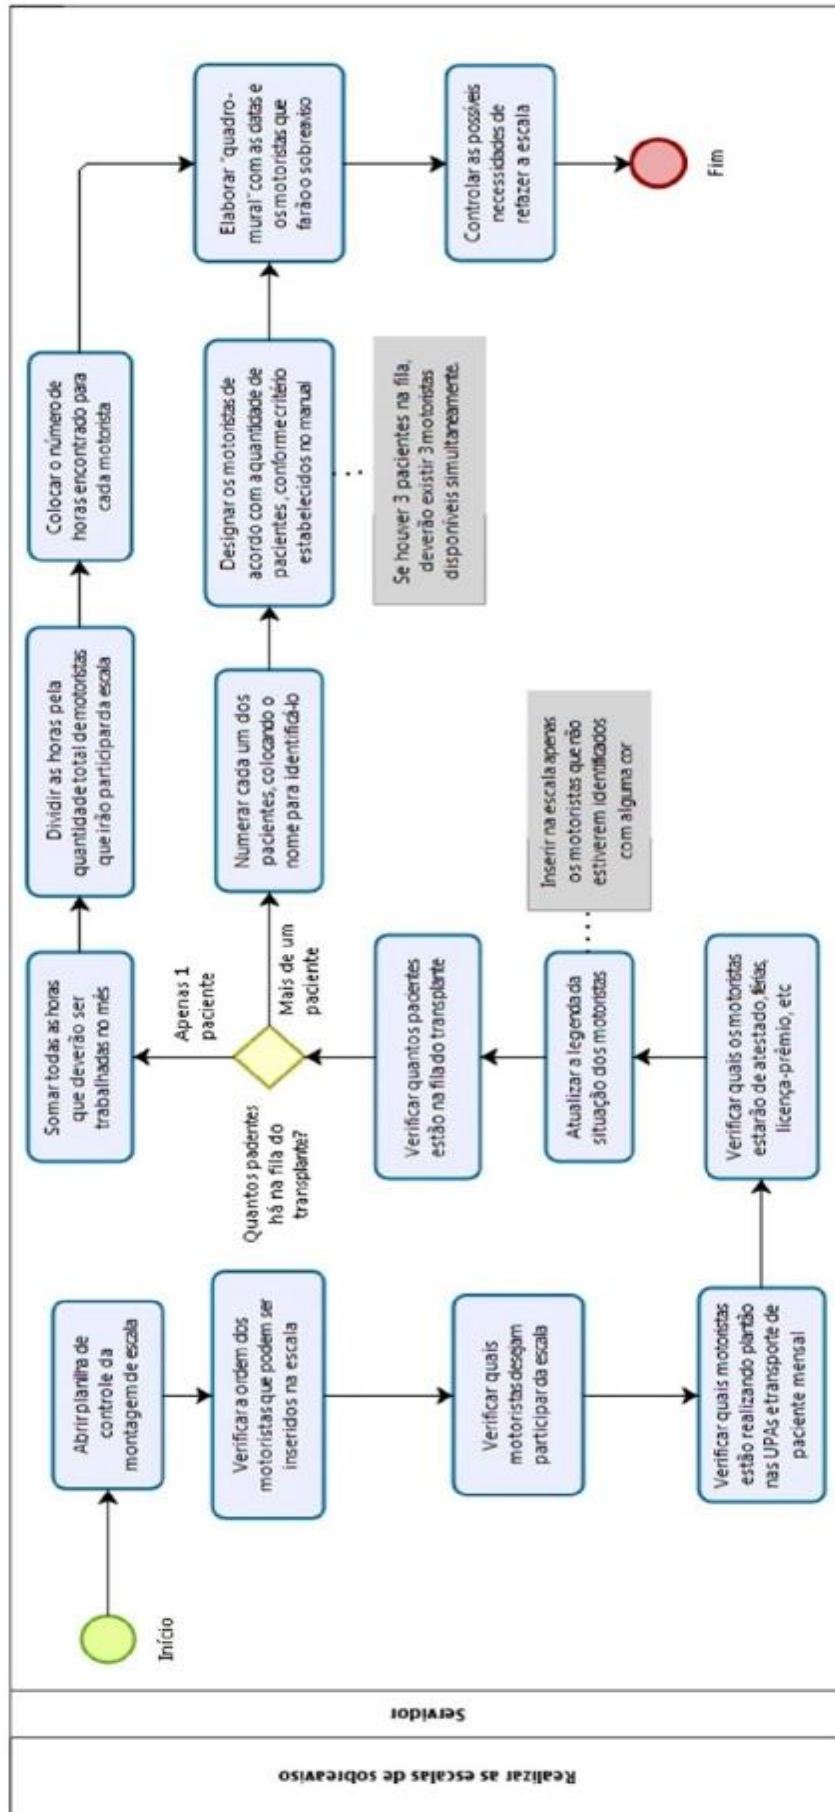 Realizar as escalas de sobreaviso
Servidor
Início
Abrir planilha de
controle da
montagem de escala
Verificar a ordem dos
motoristas que podem ser
inseridos na escala
Verificar quais
motoristas desejam
participar da escala
Verificar quais motoristas
estão realizando plantão
nas UPAs e transporte de
paciente mensal
Verificar quais os motoristas
estarão de atestado, férias,
licença-prêmio, etc
Atualizar a legenda da
situação dos motoristas
Inserir na escala apenas
os motoristas que não
estiverem identificados
com alguma cor
Verificar quantos pacientes
estão na fila do transplante
Quantos pacientes
há na fila do
transplante?
Apenas 1
paciente
Mais de um
paciente
Somar todas as horas
que deverão ser
trabalhadas no mês
Dividir as horas pela
quantidade total de motoristas
que irão participar da escala
Colocar o número de
horas encontrado para
cada motorista
Numerar cada um dos
pacientes, colocando o
nome para identificá-lo
Designar os motoristas de
acordo com a quantidade de
pacientes, conforme critério
estabelecidos no manual
Se houver 3 pacientes na fila,
deverão existir 3 motoristas
disponíveis simultaneamente.
Elaborar "quadro-
mural" com as datas e
os motoristas que
farão o sobreaviso
Controlar as possíveis
necessidades de
refazer a escala
Fim